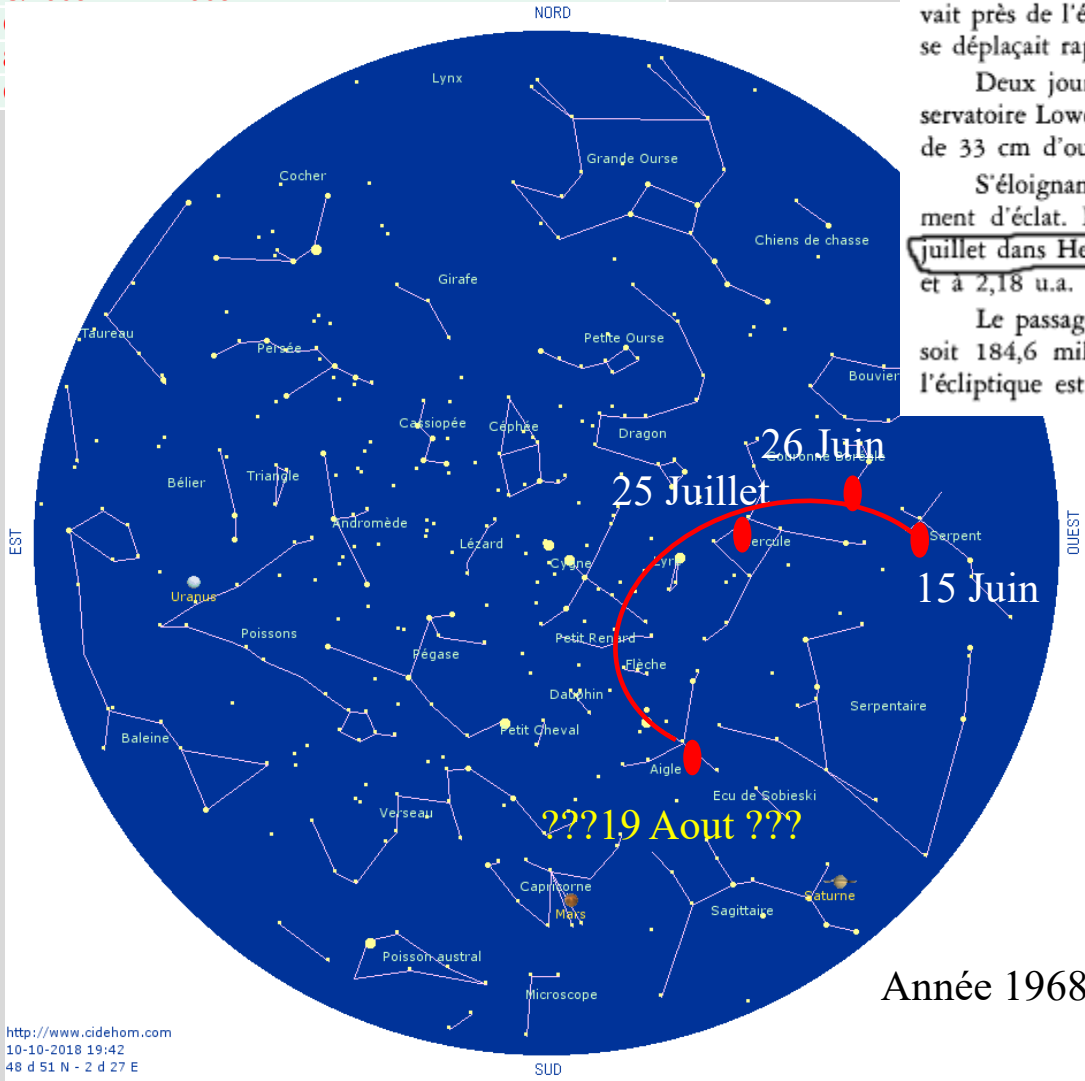 vait près de l'é
se déplaçait ra
Deux jour
servatoire Low
de 33 cm d'ou
S'éloignan
ment d'éclat.
juillet dans He
et à 2,18 u.a.
Le passag
soit 184,6 mil
l'écliptique est
NORD
Lynx
Grande Ourse
Cocher
Chiens de chasse
Girafe
Taureau
Persée
Petite Ourse
Bouvier
Cassiopée
Céphée
Dragon
26 Juin
Couronne Boréale
Bélier
Triangle
25 Juillet
Andromède
Lézard
Cygne
Lyre
ercule
Serpent
EST
OUEST
15 Juin
Uranus
Poissons
Pégase
Petit Renard
Flèche
Dauphin
Serpentaire
Petit Cheval
Baleine
Aigle
Ecu de Sobieski
Verseau
???19 Aout ???
Capricorne
Mars
Sagittaire
Saturne
Poisson austral
Microscope
Année 1968
http://www.cidehom.com
10-10-2018 19:42
48 d 51 N - 2 d 27 E
SUD